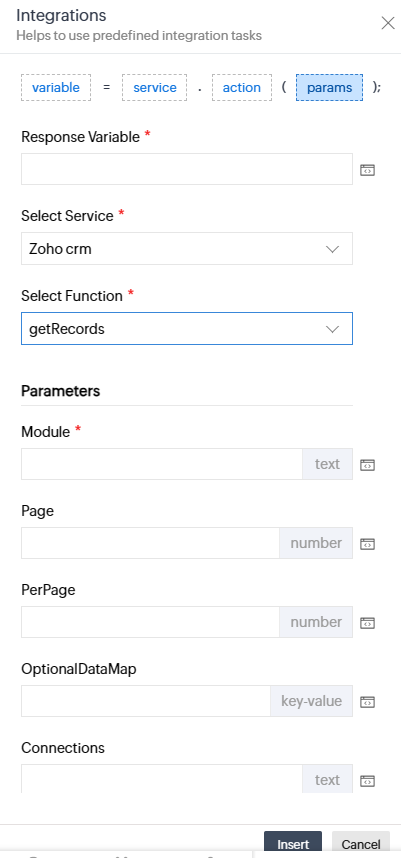 Integrations
Helps to use predefined integration tasks
variable = service . action ( params );
Response Variable *
Select Service *
Zoho crm
Select Function *
getRecords
Parameters
Module *
text
Page
number
PerPage
number
OptionalDataMap
key-value
Connections
text
Insert Cancel